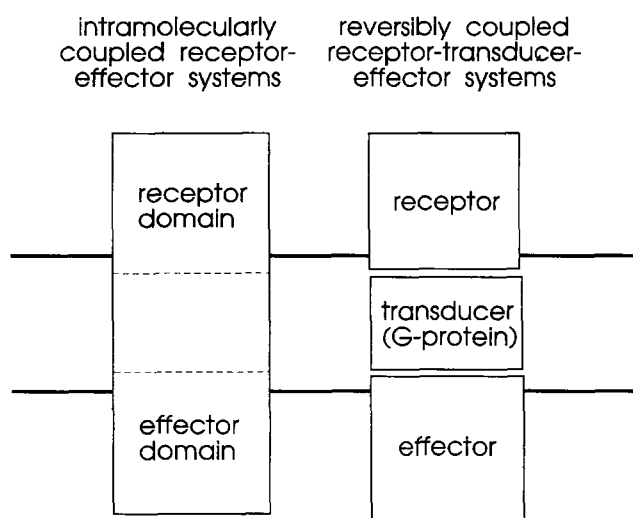 intramolecularly
coupled receptor-
effector systems
reversibly coupled
receptor-transducer-
effector systems
receptor
domain
effector
domain
receptor
transducer
(G-protein)
effector